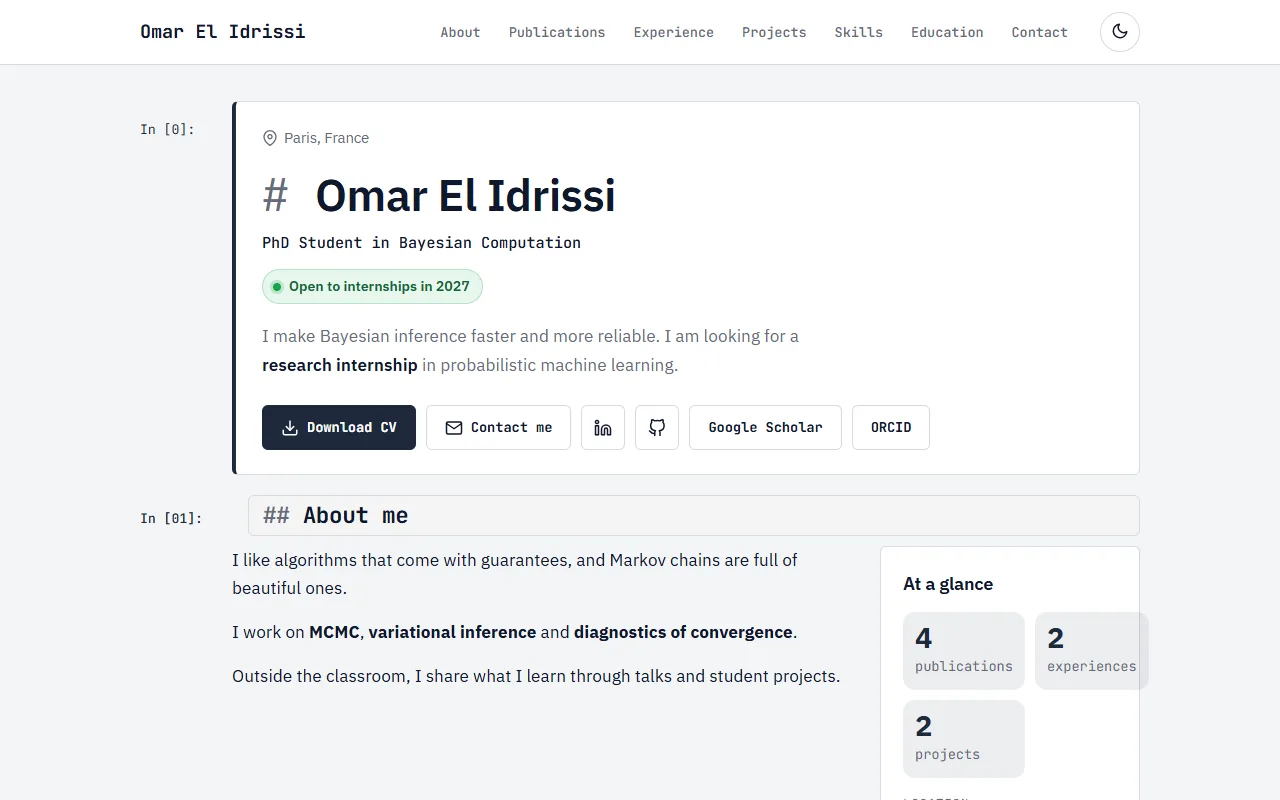 Omar El Idrissi
About Publications Experience Projects Skills Education Contact
In [0]:
Paris, France
# Omar El Idrissi
PhD Student in Bayesian Computation
Open to internships in 2027
I make Bayesian inference faster and more reliable. I am looking for a
research internship in probabilistic machine learning.
Download CV
Contact me
Google Scholar
ORCID
In [01]:
## About me
I like algorithms that come with guarantees, and Markov chains are full of
beautiful ones.
I work on MCMC, variational inference and diagnostics of convergence.
Outside the classroom, I share what I learn through talks and student projects.
At a glance
4
publications
2
experiences
2
projects